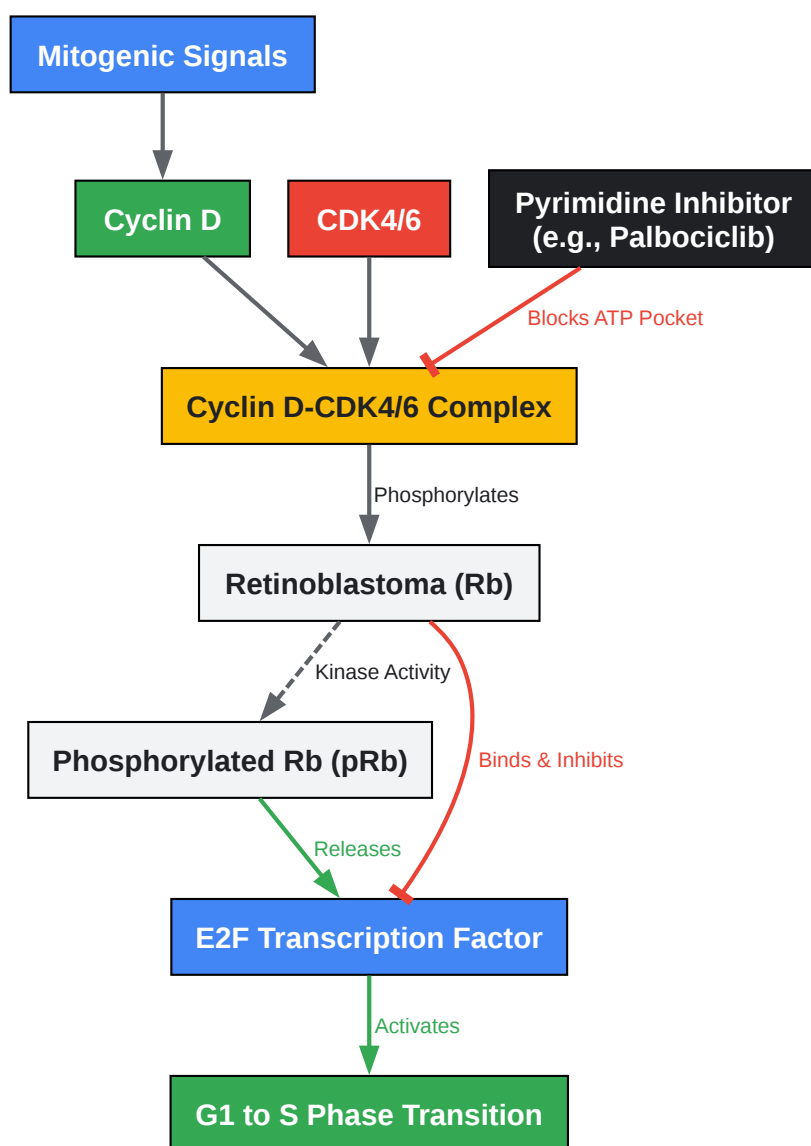 Mitogenic Signals
Cyclin D
CDK4/6
Pyrimidine Inhibitor
(e.g., Palbociclib)
Blocks ATP Pocket
Cyclin D-CDK4/6 Complex
Phosphorylates
Retinoblastoma (Rb)
Kinase Activity
Phosphorylated Rb (pRb)
Binds & Inhibits
Releases
E2F Transcription Factor
Activates
G1 to S Phase Transition